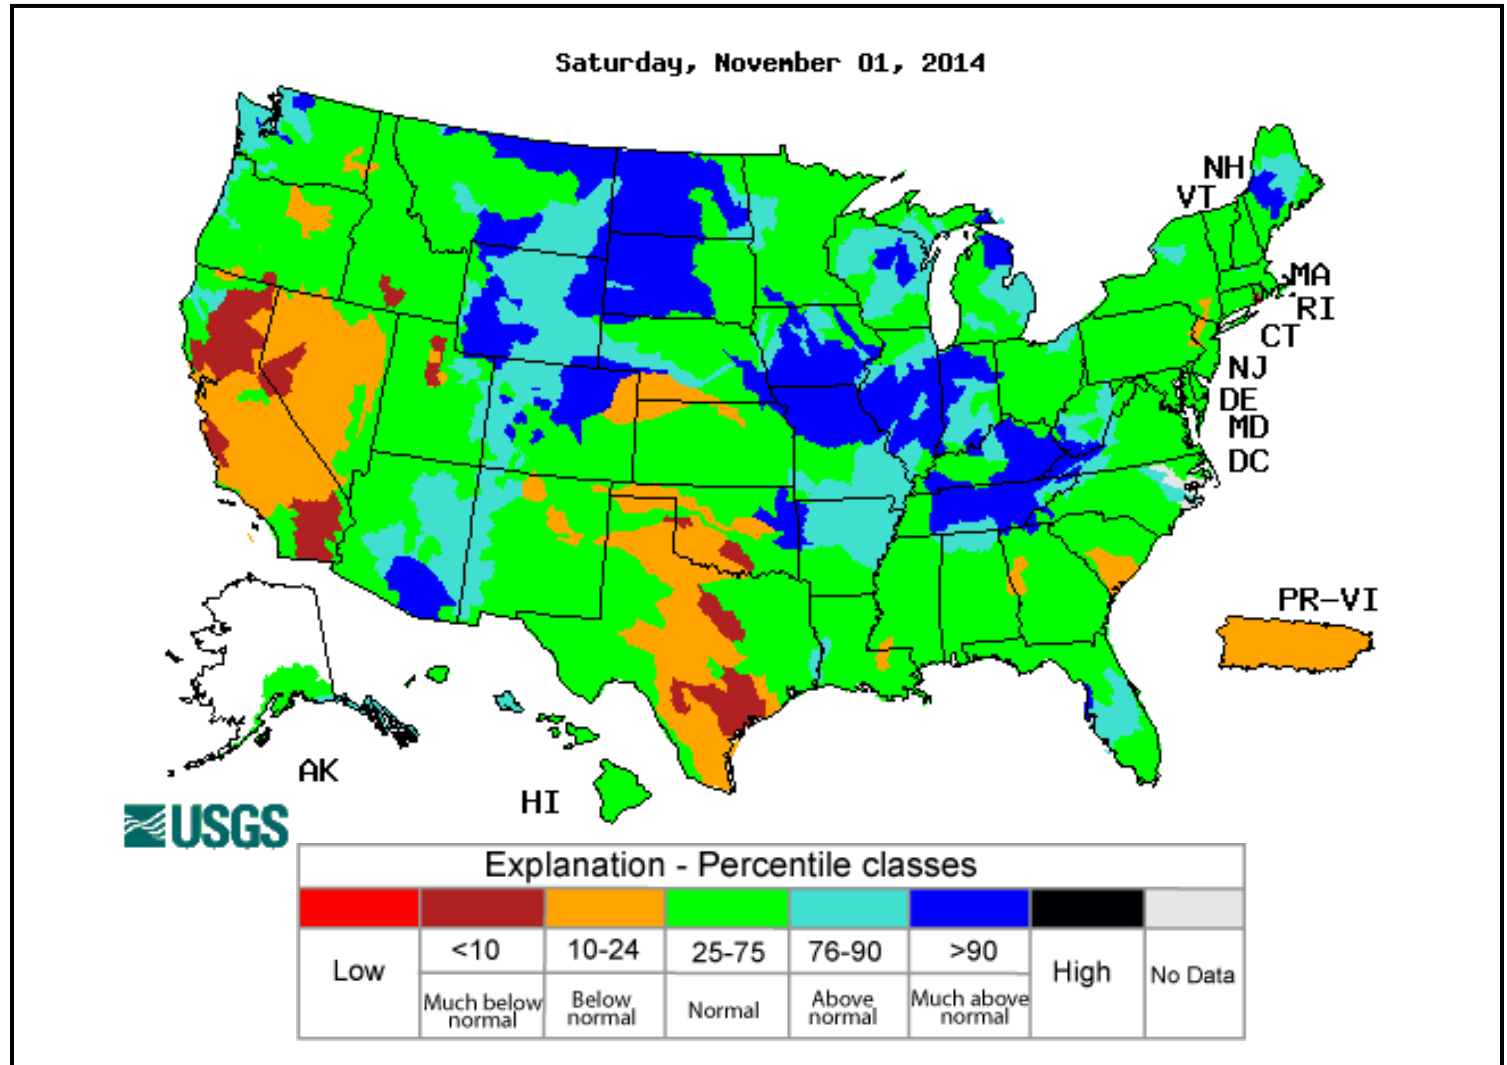 Saturday, November 01, 2014
NH
VT
MA
RI
CT
NJ
DE
MD
DC
PR-VI
AK
HI
USGS
Explanation - Percentile classes
Low
<10
10-24
25-75
76-90
>90
High
No Data
Much below
normal
Below
normal
Normal
Above
normal
Much above
normal